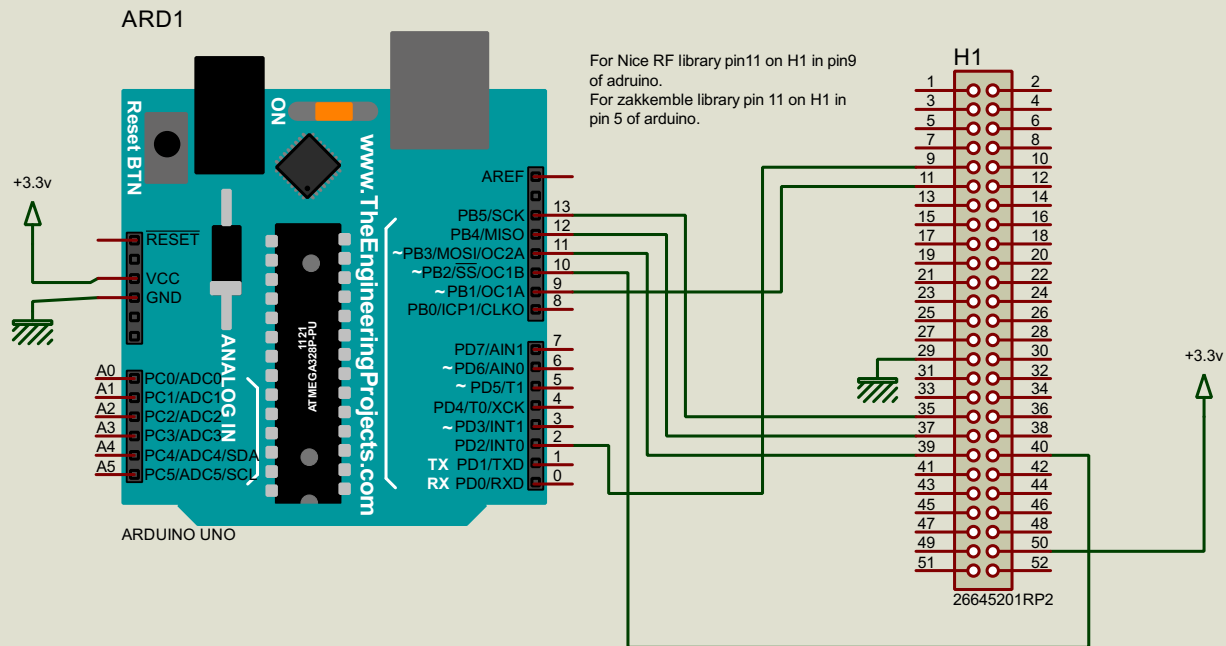 ARD1
For Nice RF library pin11 on H1 in pin9
of adruino.
For zakkemble library pin 11 on H1 in
pin 5 of arduino.
Reset BTN
ON
www.TheEngineeringProjects.com
ANALOG IN
1121
ATMEGA328P-PU
+3.3v
RESET
VCC
GND
A0 PC0/ADC0
A1 PC1/ADC1
A2 PC2/ADC2
A3 PC3/ADC3
A4 PC4/ADC4/SDA
A5 PC5/ADC5/SCL
AREF
PB5/SCK 13
PB4/MISO 12
~PB3/MOSI/OC2A 11
~PB2/SS/OC1B 10
~PB1/OC1A 9
PB0/ICP1/CLKO 8
PD7/AIN1 7
~PD6/AIN0 6
~PD5/T1 5
PD4/T0/XCK 4
~PD3/INT1 3
PD2/INT0 2
TX PD1/TXD 1
RX PD0/RXD 0
ARDUINO UNO
H1
1 2
3 4
5 6
7 8
9 10
11 12
13 14
15 16
17 18
19 20
21 22
23 24
25 26
27 28
29 30
31 32
33 34
35 36
37 38
39 40
41 42
43 44
45 46
47 48
49 50
51 52
26645201RP2
+3.3v